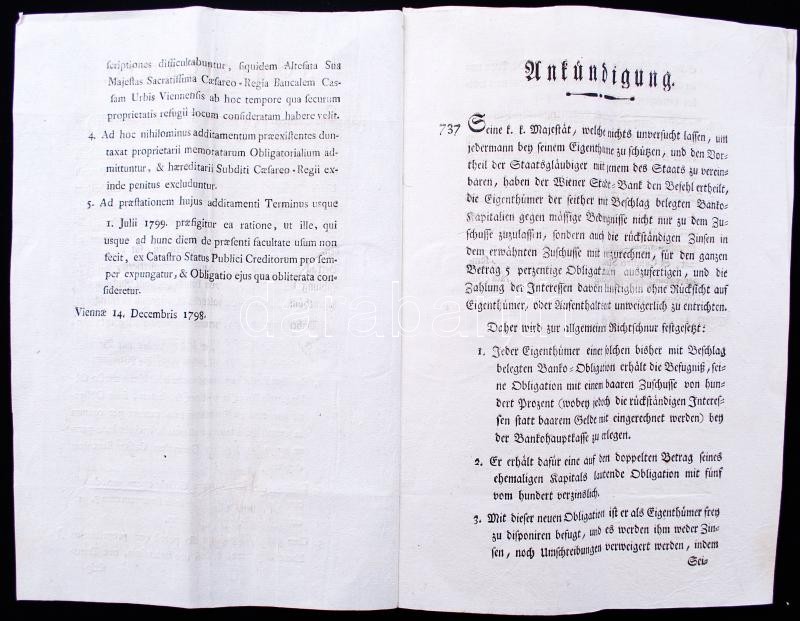 scriptiones difficultabuntur, siquidem Altefata Sua
Majestas Sacratissima Cæsareo-Regia Bancalem Cas-
sam Urbis Viennensis ab hoc tempore qua securum
proprietatis refugii locum consideratam habere velit.
4. Ad hoc nihilominus additamentum præexistentes dun-
taxat proprietarii memoratarum Obligatorialium ad-
mittuntur, & hæreditarii Subditi Cæsareo-Regii ex-
inde penitus excluduntur.
5. Ad præstationem hujus additamenti Terminus usque
1. Julii 1799. præfigitur ea ratione, ut ille, qui
usque ad hunc diem de præsenti facultate usum non
fecit, ex Catastro Status Publici Creditorum pro sem-
per expungatur, & Obligatio ejus qua obliterata con-
sideretur.
Viennæ 14. Decembris 1798.
Ankündigung.
737
Seine k. k. Majestät, welche nichts unversucht lassen, um
jedermann bey seinem Eigenthume zu schützen, und den Vor-
theil der Staatsgläubiger mit jenem des Staats zu verein-
baren, haben der Wiener Stadt-Bank den Befehl ertheilt,
die Eigenthümer der seither mit Beschlag belegten Banko-
Kapitalien gegen mässige Bedingnisse nicht nur zu dem Zu-
schusse zuzulassen, sondern auch die rückständigen Zinsen in
dem erwähnten Zuschusse mit einzurechnen, für den ganzen
Betrag 5 perzentige Obligationen auszufertigen, und die
Zahlung der Interessen davon künftighin ohne Rücksicht auf
Eigenthümer, oder Aufenthaltsort unweigerlich zu entrichten.
Daher wird zur allgemeinen Richtschnur festgesetzt:
1. Jeder Eigenthümer einer solchen bisher mit Beschlag
belegten Banko-Obligation erhält die Befugniß, sei-
ne Obligation mit einem baaren Zuschusse von hun-
dert Prozent (wobey jedoch die rückständigen Interes-
sen statt baarem Gelde mit eingerechnet werden) bey
der Bankohauptkasse zu erlegen.
2. Er erhält dafür eine auf den doppelten Betrag seines
ehemaligen Kapitals lautende Obligation mit fünf
vom hundert verzinslich.
3. Mit dieser neuen Obligation ist er als Eigenthümer frey
zu disponiren befugt, und es werden ihm weder Zin-
sen, noch Umschreibungen verweigert werden, indem
Sei-